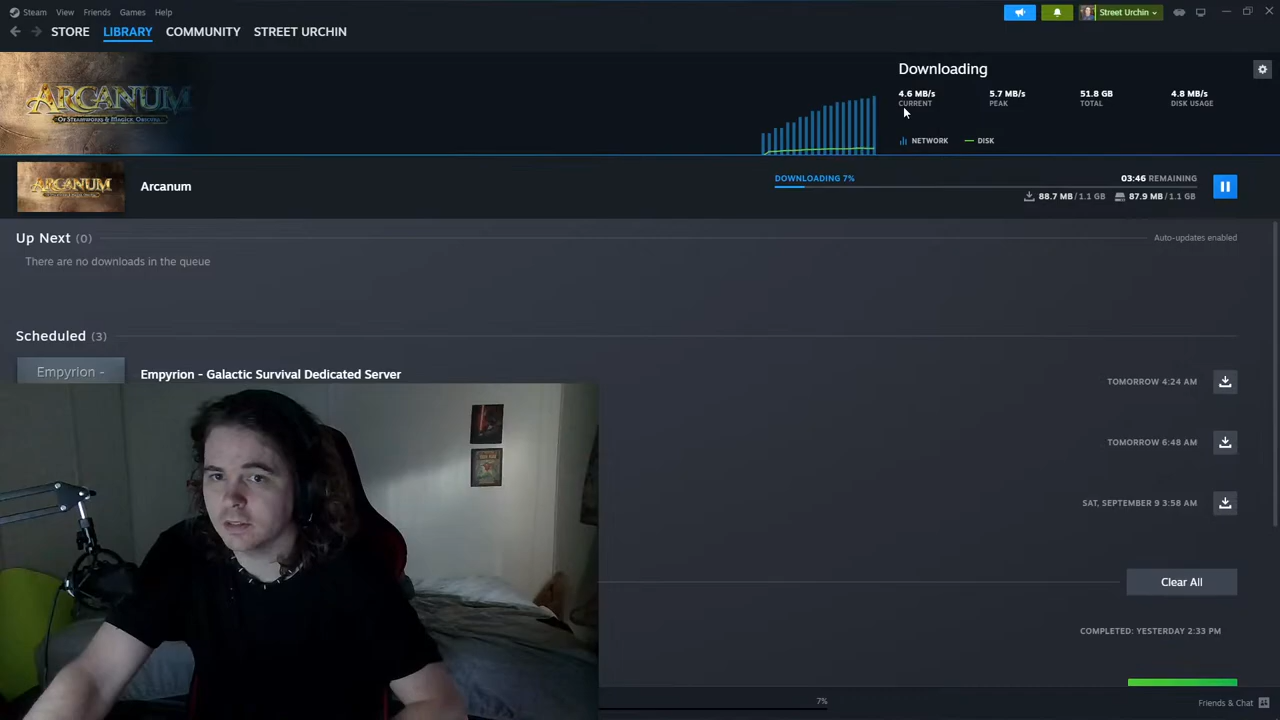 Steam View Friends Games Help
Street Urchin
STORE LIBRARY COMMUNITY STREET URCHIN
ARCANUM
OF STEAMWORKS & MAGICK OBSCURA
Downloading
4.6 MB/s 5.7 MB/s 51.8 GB 4.8 MB/s
CURRENT PEAK TOTAL DISK USAGE
NETWORK DISK
ARCANUM
Arcanum
DOWNLOADING 7% 03:46 REMAINING
88.7 MB / 1.1 GB 87.9 MB / 1.1 GB
Up Next (0) Auto-updates enabled
There are no downloads in the queue
Scheduled (3)
Empyrion - Empyrion - Galactic Survival Dedicated Server
TOMORROW 4:24 AM
TOMORROW 6:48 AM
SAT, SEPTEMBER 9 3:58 AM
Clear All
COMPLETED: YESTERDAY 2:33 PM
7%
Friends & Chat